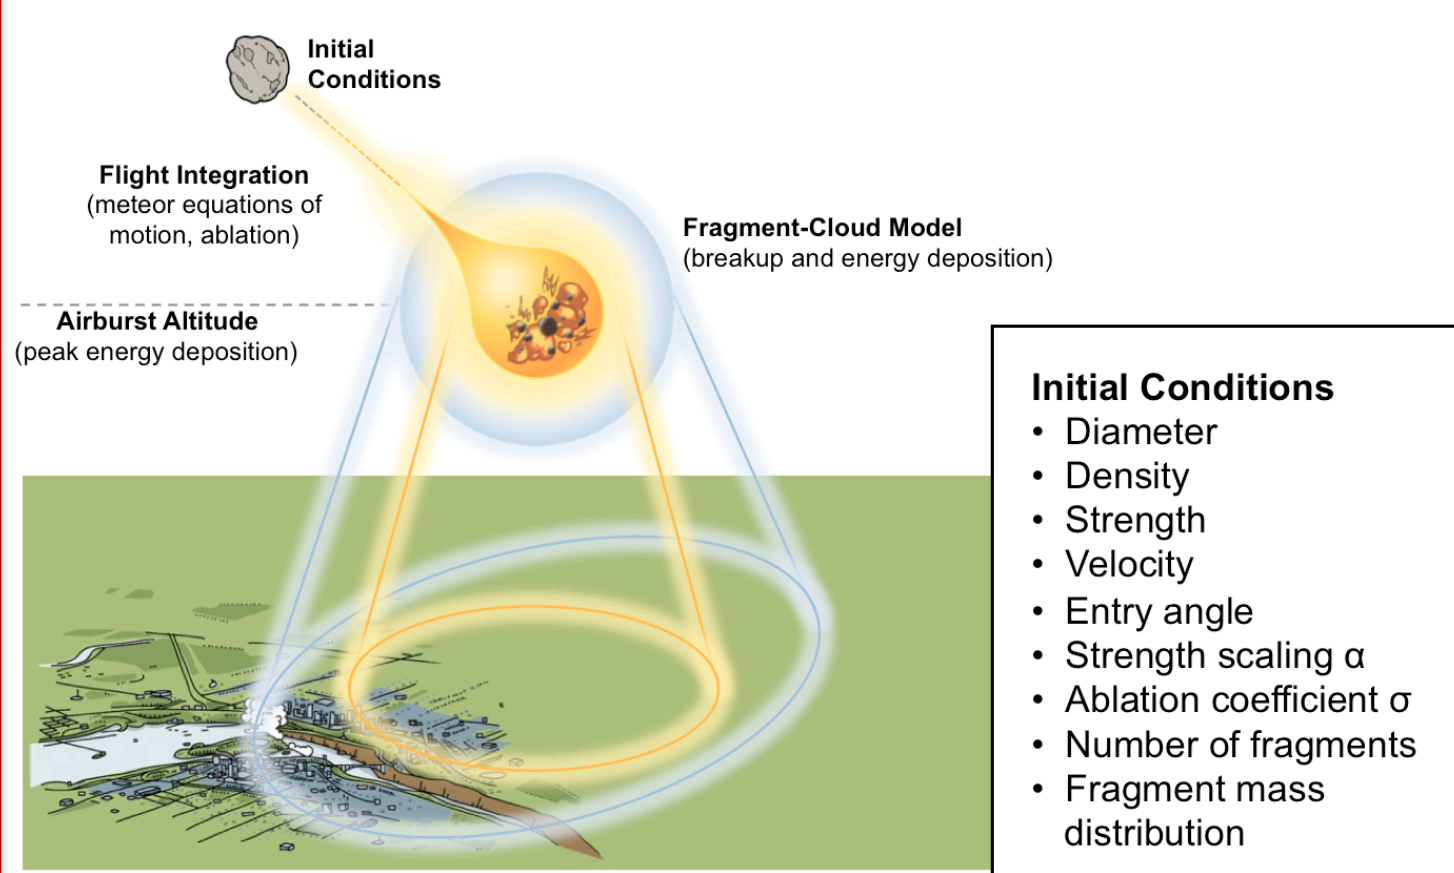 Initial
Conditions
Flight Integration
(meteor equations of
motion, ablation)
Fragment-Cloud Model
(breakup and energy deposition)
Airburst Altitude
(peak energy deposition)
Initial Conditions
• Diameter
• Density
• Strength
• Velocity
• Entry angle
• Strength scaling α
• Ablation coefficient σ
• Number of fragments
• Fragment mass
distribution